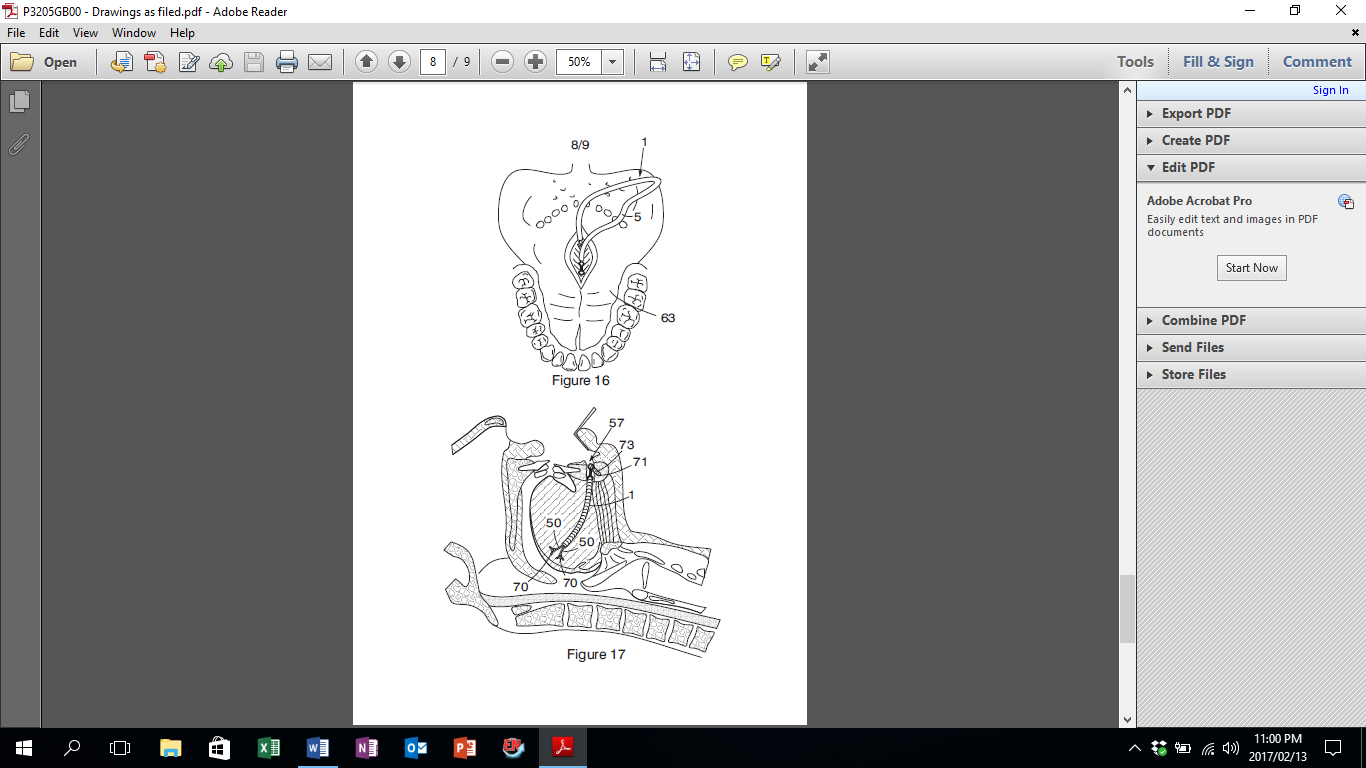 P3205GB00 - Drawings as filed.pdf - Adobe Reader
File Edit View Window Help
Open 8 / 9 50% Tools Fill & Sign Comment
Sign In
Export PDF
Create PDF
Edit PDF
Adobe Acrobat Pro
Easily edit text and images in PDF
documents
Start Now
Combine PDF
Send Files
Store Files
8/9
1
5
63
Figure 16
57
73
71
1
50
50
70
70
Figure 17
11:00 PM
2017/02/13